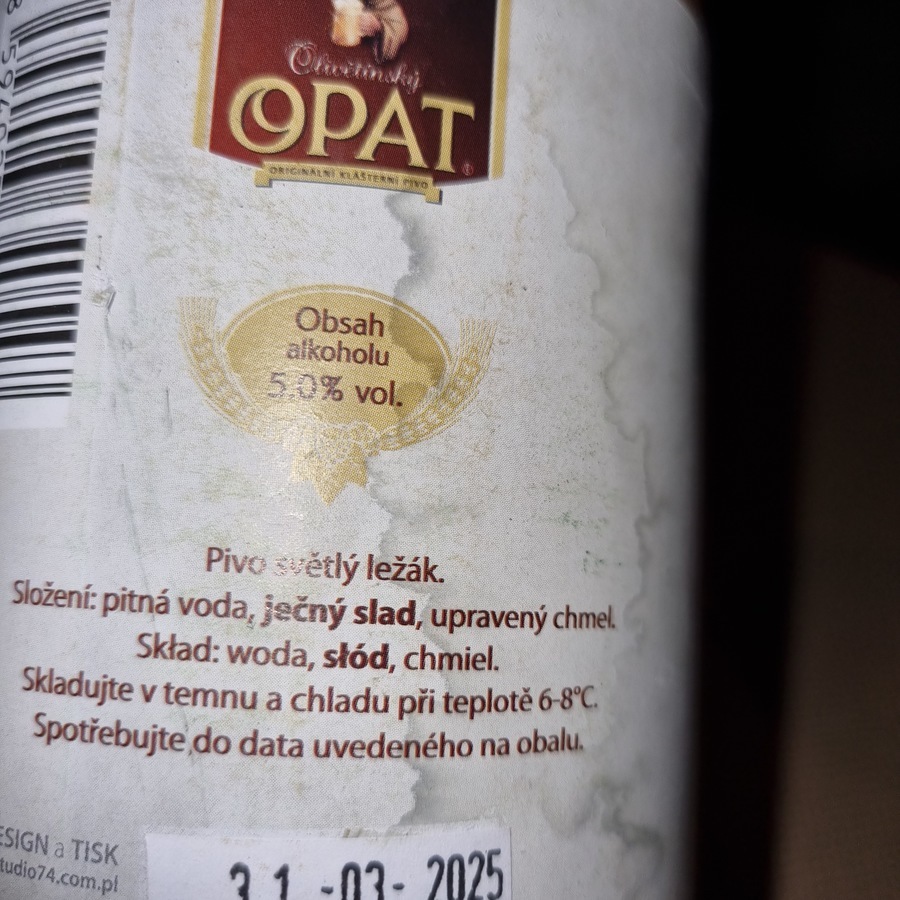 Olivětínský
OPAT
ORIGINÁLNÍ KLÁŠTERNÍ PIVO
Obsah
alkoholu
5.0% vol.
Pivo světlý ležák.
Složení: pitná voda, ječný slad, upravený chmel.
Skład: woda, słód, chmiel.
Skladujte v temnu a chladu při teplotě 6-8°C.
Spotřebujte do data uvedeného na obalu.
ESIGN a TISK
tudio74.com.pl
31 -03- 2025